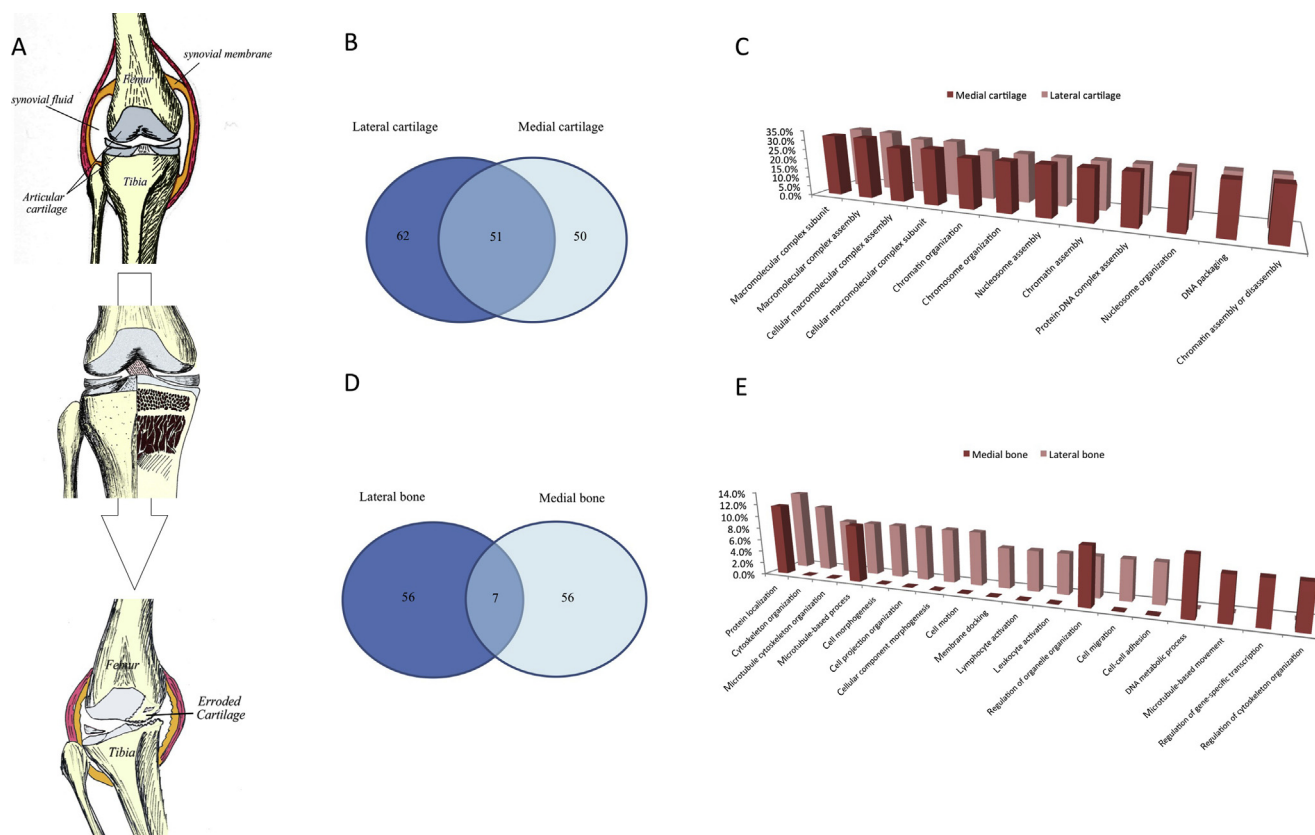 A
synovial membrane
Femur
synovial fluid
Tibia
Articular
cartilage
Femur
Erroded
Cartilage
Tibia
B
Lateral cartilage
Medial cartilage
62
51
50
C
Medial cartilage
Lateral cartilage
35.0%
30.0%
25.0%
20.0%
15.0%
10.0%
5.0%
0.0%
Macromolecular complex subunit
Macromolecular complex assembly
Cellular macromolecular complex assembly
Cellular macromolecular complex subunit
Chromatin organization
Chromosome organization
Nucleosome assembly
Chromatin assembly
Protein-DNA complex assembly
Nucleosome organization
DNA packaging
Chromatin assembly or disassembly
D
Lateral bone
Medial bone
56
7
56
E
Medial bone
Lateral bone
14.0%
12.0%
10.0%
8.0%
6.0%
4.0%
2.0%
0.0%
Protein localization
Cytoskeleton organization
Microtubule cytoskeleton organization
Microtubule-based process
Cell morphogenesis
Cell projection organization
Cellular component morphogenesis
Cell motion
Membrane docking
Lymphocyte activation
Leukocyte activation
Regulation of organelle organization
Cell migration
Cell-cell adhesion
DNA metabolic process
Microtubule-based movement
Regulation of gene-specific transcription
Regulation of cytoskeleton organization